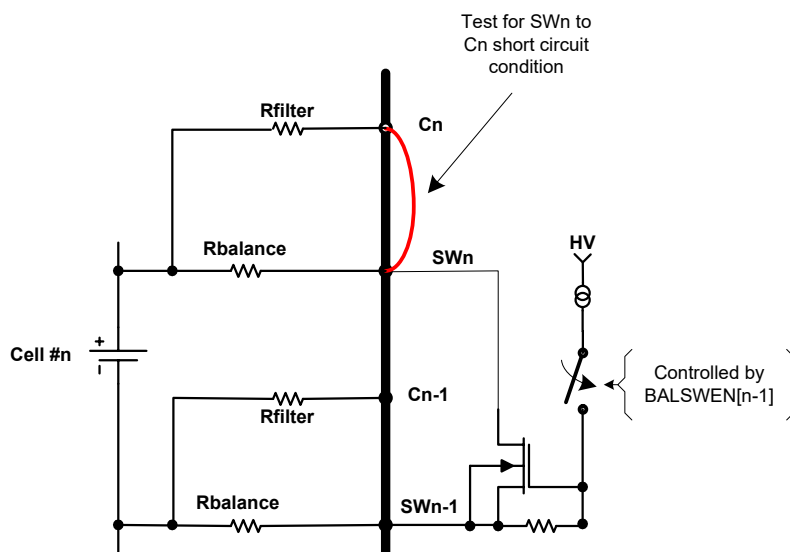 Test for SWn to
Cn short circuit
condition
Rfilter
Cn
Rbalance
SWn
HV
Cell #n
+
Cn-1
Rfilter
Controlled by
BALSWEN[n-1]
Rbalance
SWn-1